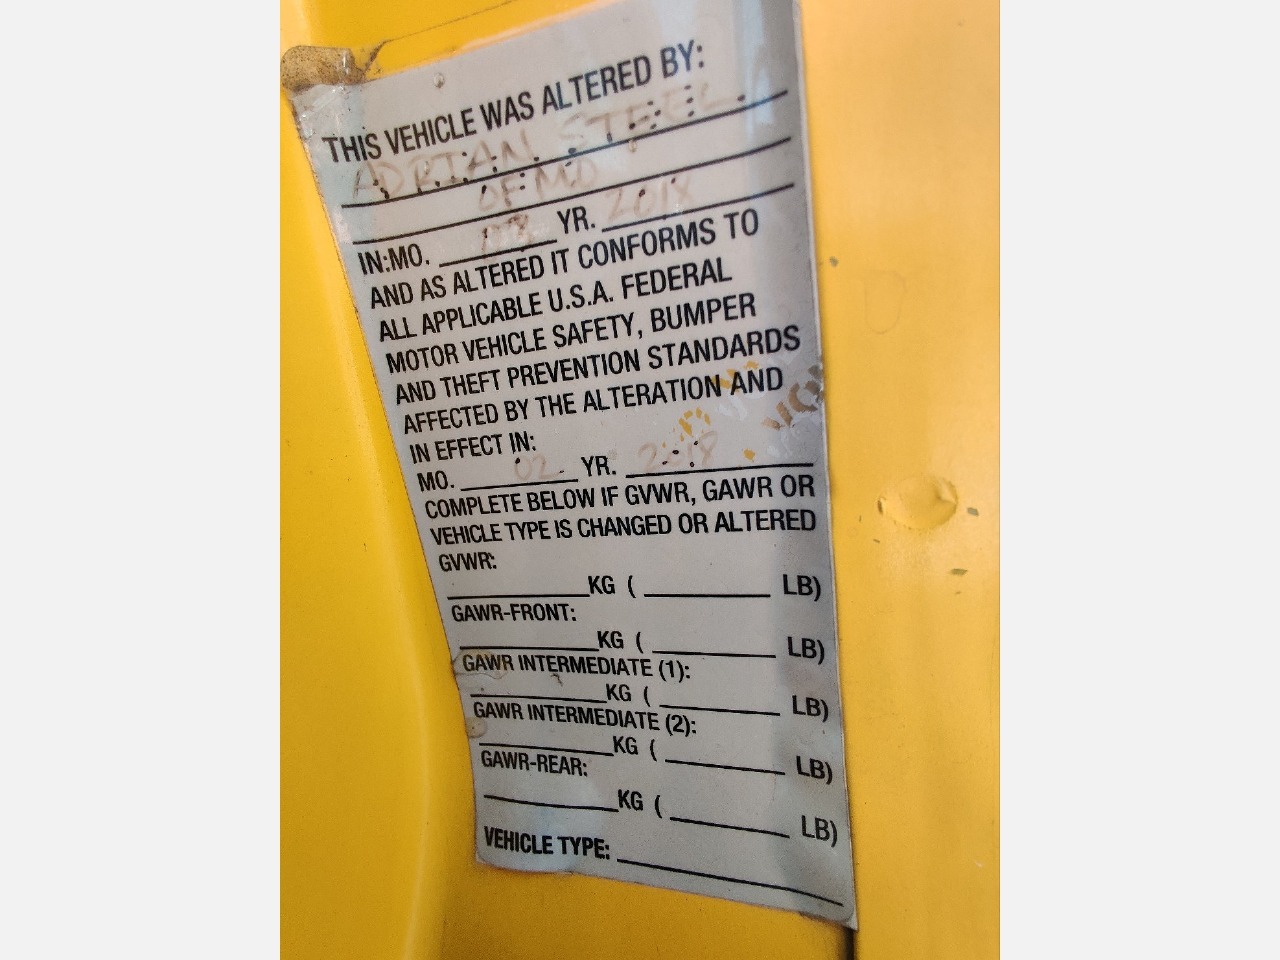 THIS VEHICLE WAS ALTERED BY:
ADRIAN STEEL
OF MD
IN:MO. 03 YR. 2018
AND AS ALTERED IT CONFORMS TO
ALL APPLICABLE U.S.A. FEDERAL
MOTOR VEHICLE SAFETY, BUMPER
AND THEFT PREVENTION STANDARDS
AFFECTED BY THE ALTERATION AND
IN EFFECT IN:
MO. 02 YR. 2018
COMPLETE BELOW IF GVWR, GAWR OR
VEHICLE TYPE IS CHANGED OR ALTERED
GVWR:
KG ( LB)
GAWR-FRONT:
KG ( LB)
GAWR INTERMEDIATE (1):
KG ( LB)
GAWR INTERMEDIATE (2):
KG ( LB)
GAWR-REAR:
KG ( LB)
VEHICLE TYPE: